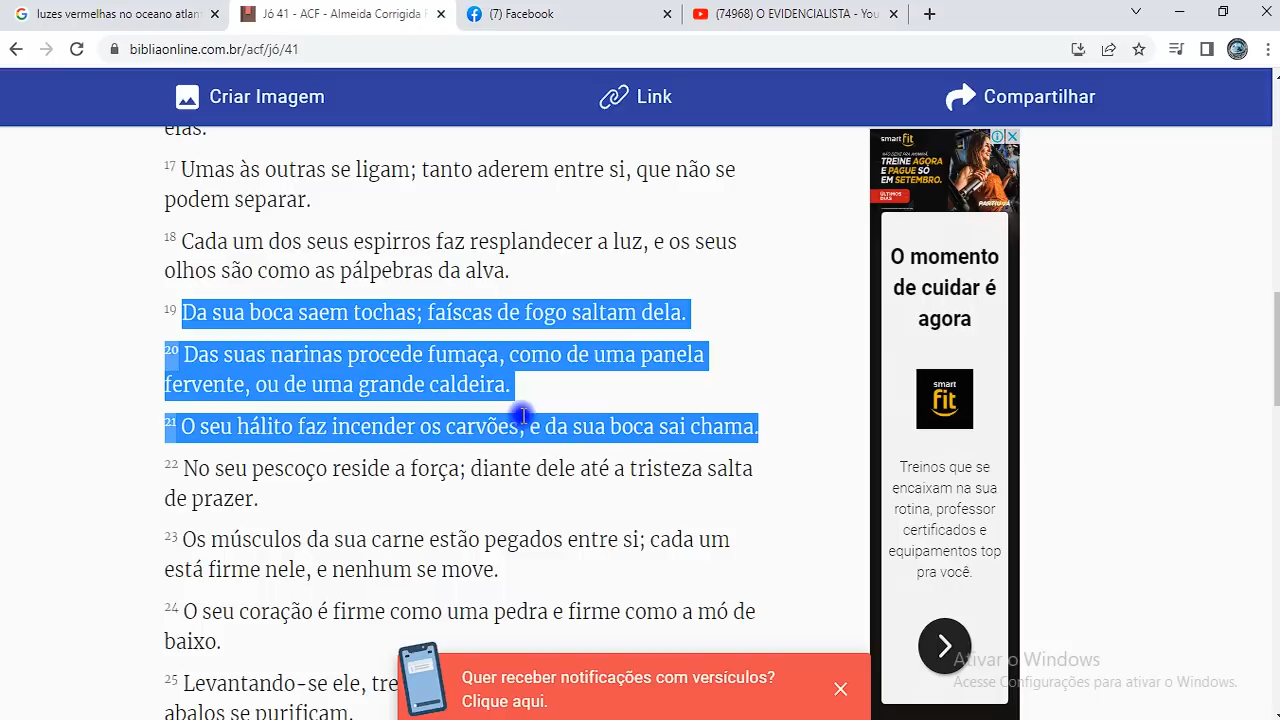 luzes vermelhas no oceano atlan
Jó 41 - ACF - Almeida Corrigida F
(7) Facebook
(74968) O EVIDENCIALISTA - You
bibliaonline.com.br/acf/jó/41
Criar Imagem
Link
Compartilhar
elas.
17 Umas às outras se ligam; tanto aderem entre si, que não se
podem separar.
18 Cada um dos seus espirros faz resplandecer a luz, e os seus
olhos são como as pálpebras da alva.
19 Da sua boca saem tochas; faíscas de fogo saltam dela.
20 Das suas narinas procede fumaça, como de uma panela
fervente, ou de uma grande caldeira.
21 O seu hálito faz incender os carvões, e da sua boca sai chama.
22 No seu pescoço reside a força; diante dele até a tristeza salta
de prazer.
23 Os músculos da sua carne estão pegados entre si; cada um
está firme nele, e nenhum se move.
24 O seu coração é firme como uma pedra e firme como a mó de
baixo.
25 Levantando-se ele, tre
abalos se purificam.
smart fit
TREINE AGORA
E PAGUE SÓ
EM SETEMBRO.
ÚLTIMOS
DIAS
O momento
de cuidar é
agora
smart
fit
Treinos que se
encaixam na sua
rotina, professor
certificados e
equipamentos top
pra você.
Quer receber notificações com versículos?
Clique aqui.
Ativar o Windows
Acesse Configurações para ativar o Windows.